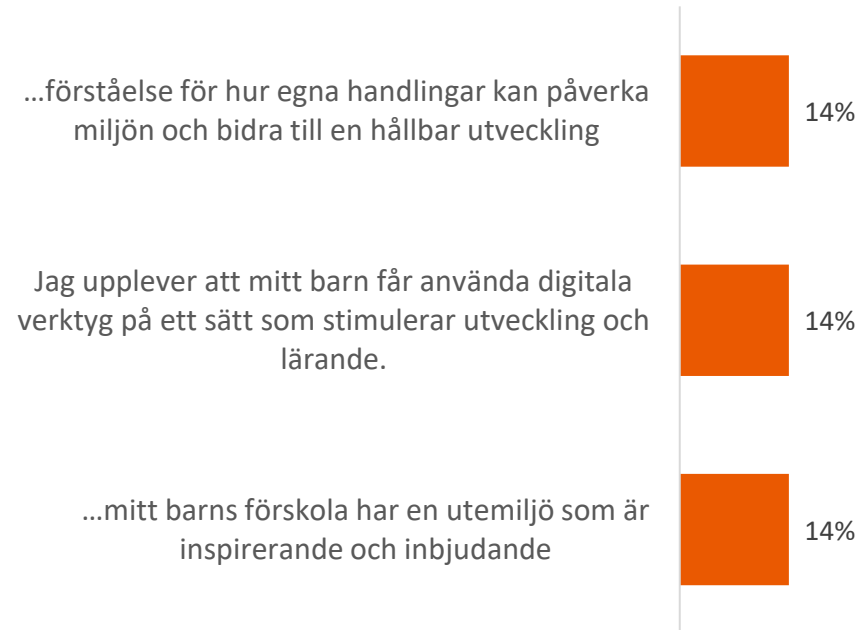 …förståelse för hur egna handlingar kan påverka
miljön och bidra till en hållbar utveckling
14%
Jag upplever att mitt barn får använda digitala
verktyg på ett sätt som stimulerar utveckling och
lärande.
14%
…mitt barns förskola har en utemiljö som är
inspirerande och inbjudande
14%